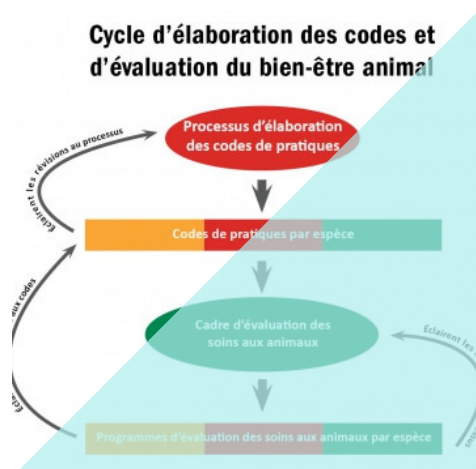 Cycle d'élaboration des codes et
d'évaluation du bien-être animal
Processus d'élaboration
des codes de pratiques
Éclairent les révisions au processus
Codes de pratiques par espèce
aux codes
Cadre d'évaluation des
soins aux animaux
Éclairent les
Programmes d'évaluation des soins aux animaux par espèce